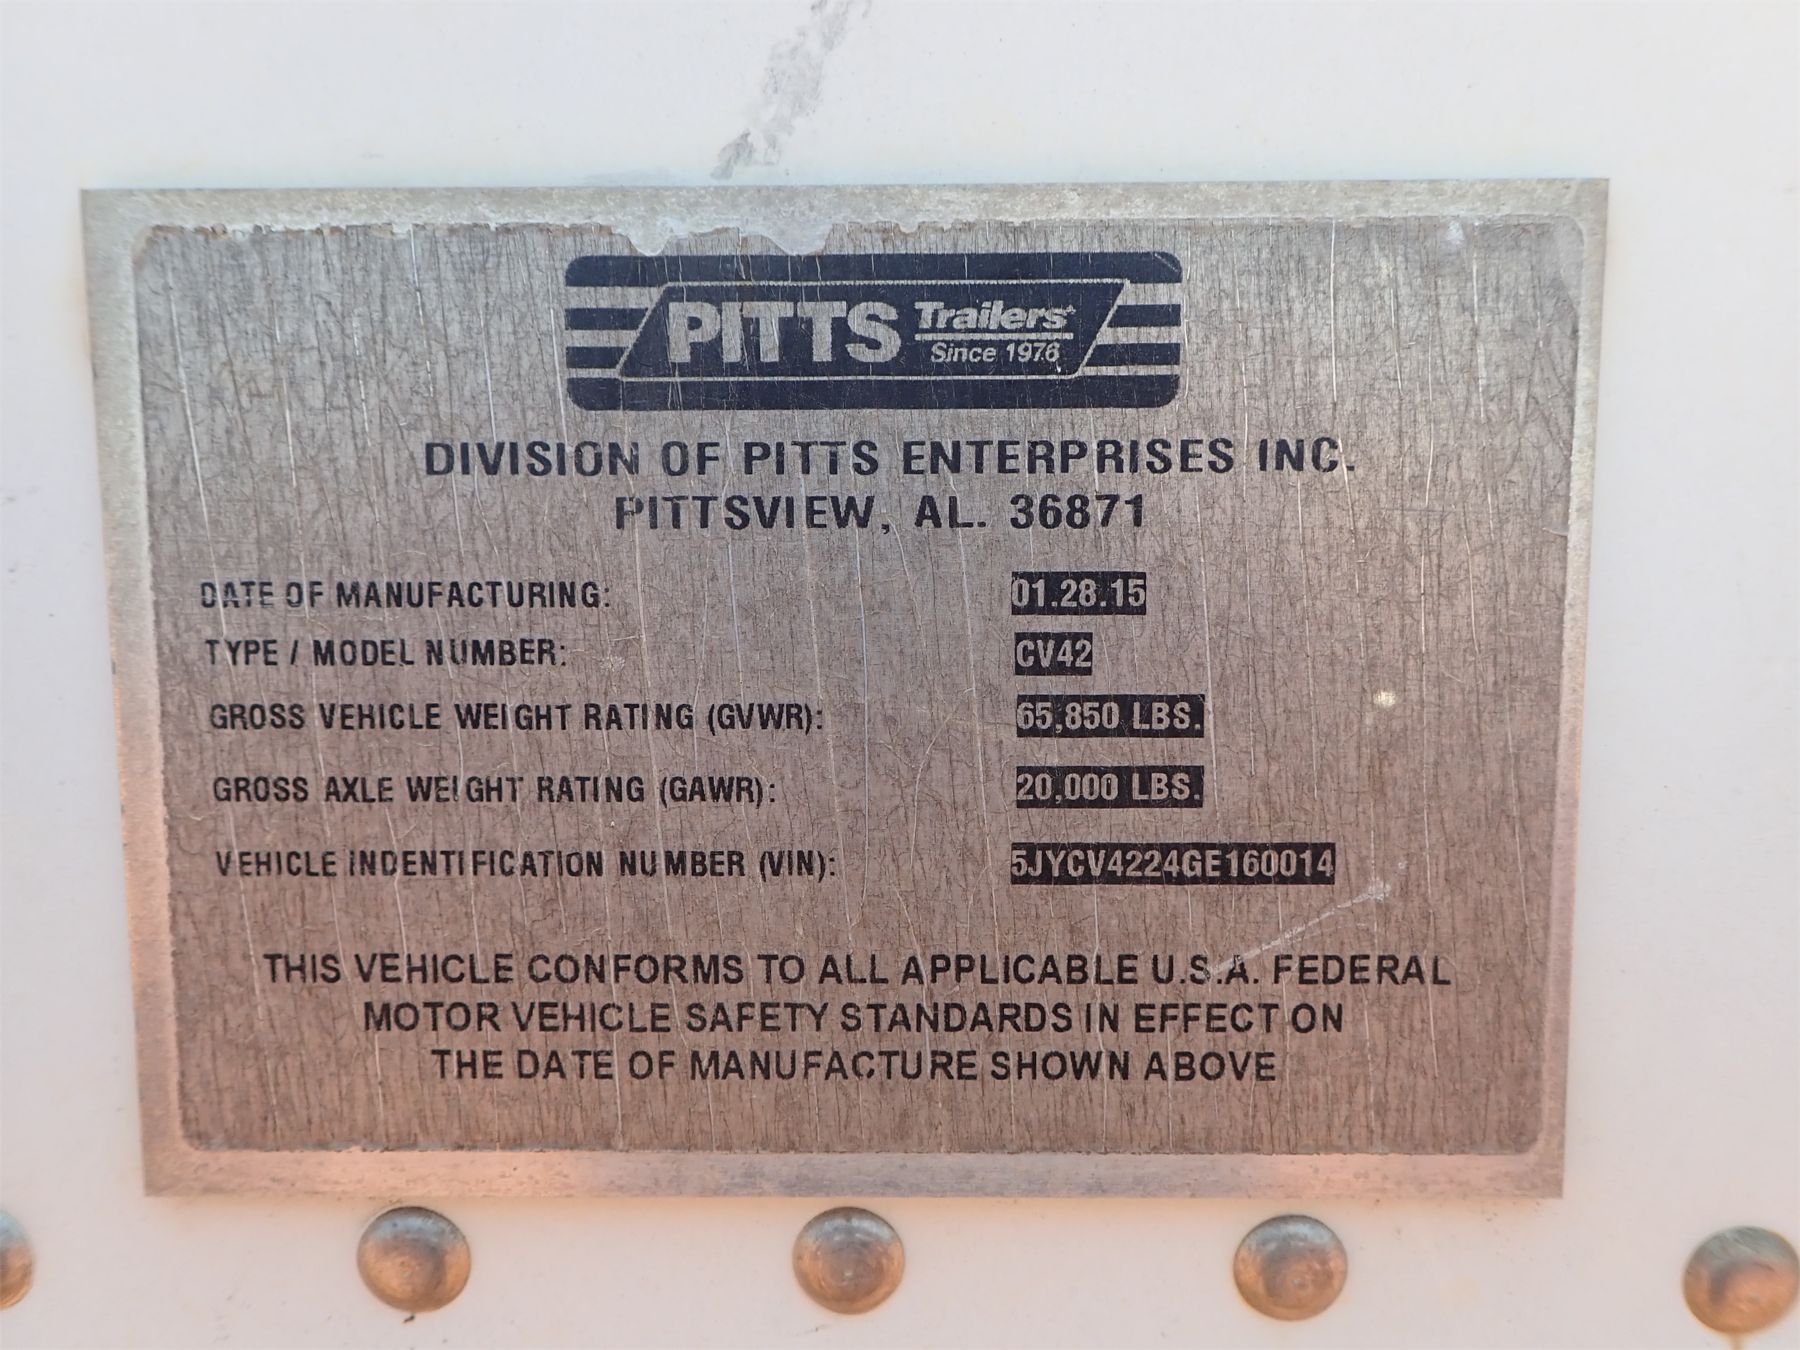 PITTS Trailers
Since 1976
DIVISION OF PITTS ENTERPRISES INC.
PITTSVIEW, AL. 36871
DATE OF MANUFACTURING: 01.28.15
TYPE / MODEL NUMBER: CV42
GROSS VEHICLE WEIGHT RATING (GVWR): 65,850 LBS.
GROSS AXLE WEIGHT RATING (GAWR): 20,000 LBS.
VEHICLE INDENTIFICATION NUMBER (VIN): 5JYCV4224GE160014
THIS VEHICLE CONFORMS TO ALL APPLICABLE U.S.A. FEDERAL
MOTOR VEHICLE SAFETY STANDARDS IN EFFECT ON
THE DATE OF MANUFACTURE SHOWN ABOVE